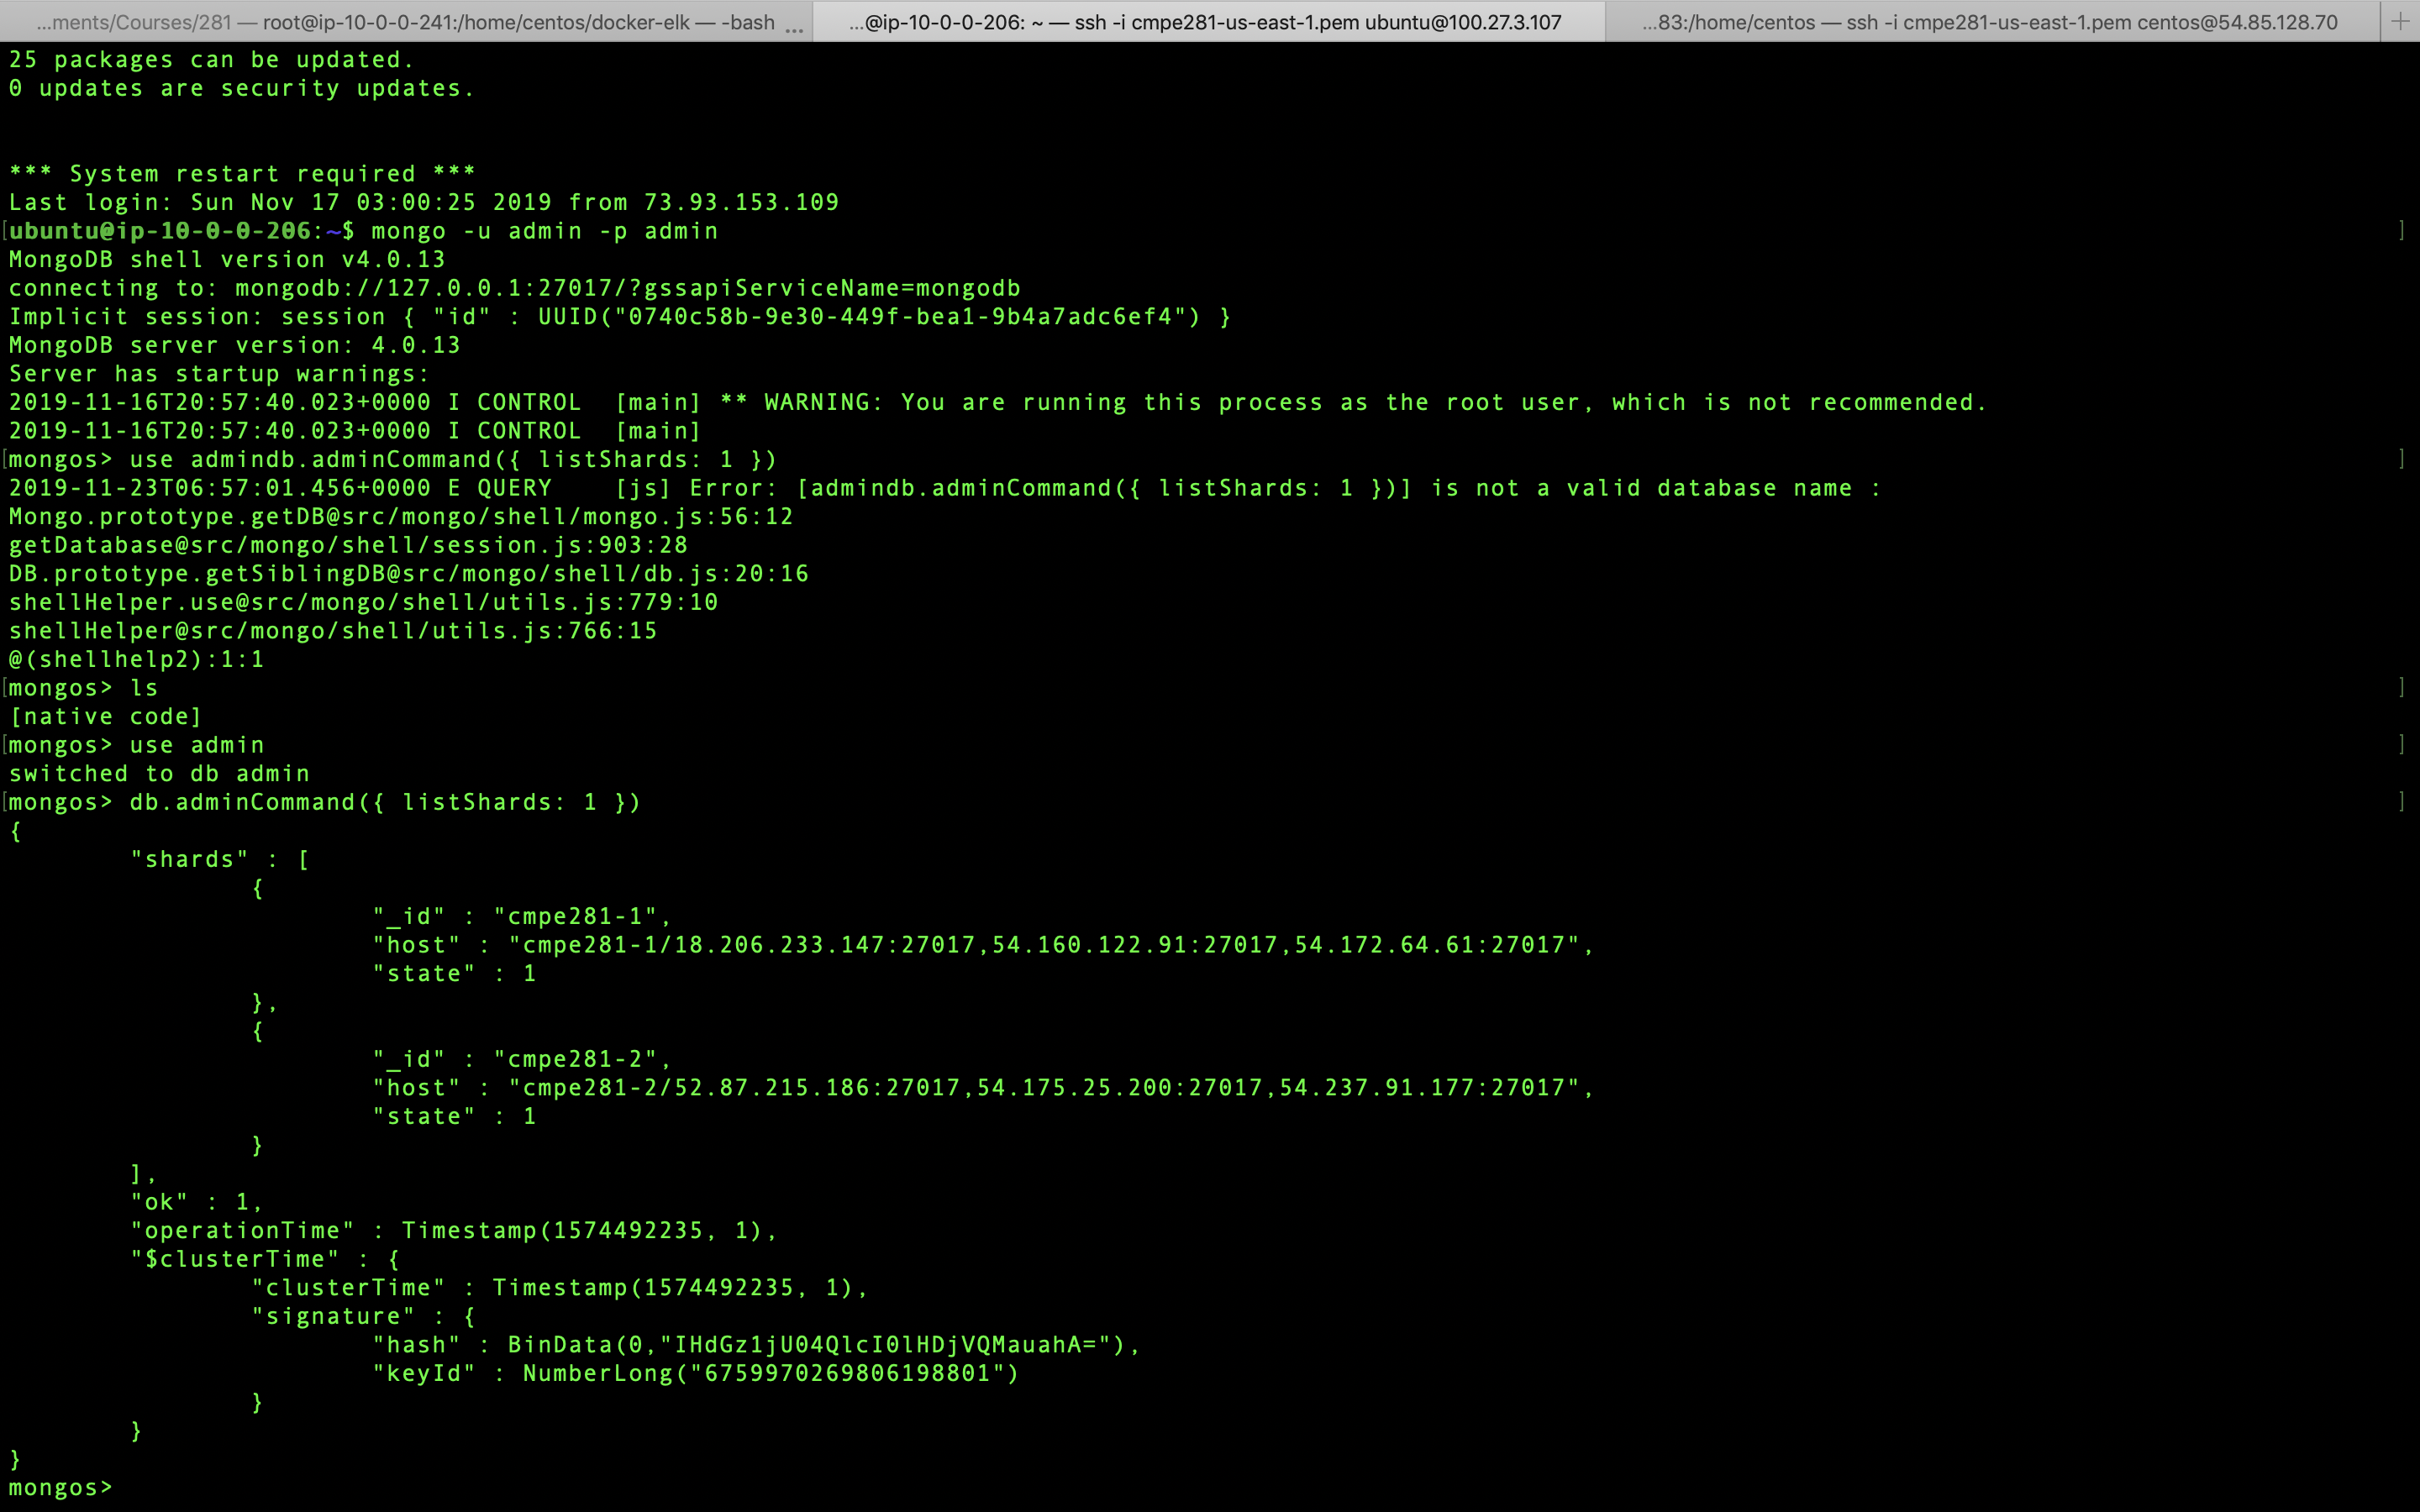 ...ments/Courses/281 — root@ip-10-0-0-241:/home/centos/docker-elk — -bash ...
...@ip-10-0-0-206: ~ — ssh -i cmpe281-us-east-1.pem ubuntu@100.27.3.107
...83:/home/centos — ssh -i cmpe281-us-east-1.pem centos@54.85.128.70
25 packages can be updated.
0 updates are security updates.
*** System restart required ***
Last login: Sun Nov 17 03:00:25 2019 from 73.93.153.109
[ubuntu@ip-10-0-0-206:~$ mongo -u admin -p admin ]
MongoDB shell version v4.0.13
connecting to: mongodb://127.0.0.1:27017/?gssapiServiceName=mongodb
Implicit session: session { "id" : UUID("0740c58b-9e30-449f-bea1-9b4a7adc6ef4") }
MongoDB server version: 4.0.13
Server has startup warnings:
2019-11-16T20:57:40.023+0000 I CONTROL  [main] ** WARNING: You are running this process as the root user, which is not recommended.
2019-11-16T20:57:40.023+0000 I CONTROL  [main]
[mongos> use admindb.adminCommand({ listShards: 1 }) ]
2019-11-23T06:57:01.456+0000 E QUERY    [js] Error: [admindb.adminCommand({ listShards: 1 })] is not a valid database name :
Mongo.prototype.getDB@src/mongo/shell/mongo.js:56:12
getDatabase@src/mongo/shell/session.js:903:28
DB.prototype.getSiblingDB@src/mongo/shell/db.js:20:16
shellHelper.use@src/mongo/shell/utils.js:779:10
shellHelper@src/mongo/shell/utils.js:766:15
@(shellhelp2):1:1
[mongos> ls ]
[native code]
[mongos> use admin ]
switched to db admin
[mongos> db.adminCommand({ listShards: 1 }) ]
{
"shards" : [
{
"_id" : "cmpe281-1",
"host" : "cmpe281-1/18.206.233.147:27017,54.160.122.91:27017,54.172.64.61:27017",
"state" : 1
},
{
"_id" : "cmpe281-2",
"host" : "cmpe281-2/52.87.215.186:27017,54.175.25.200:27017,54.237.91.177:27017",
"state" : 1
}
],
"ok" : 1,
"operationTime" : Timestamp(1574492235, 1),
"$clusterTime" : {
"clusterTime" : Timestamp(1574492235, 1),
"signature" : {
"hash" : BinData(0,"IHdGz1jU04QlcI0lHDjVQMauahA="),
"keyId" : NumberLong("6759970269806198801")
}
}
}
mongos>